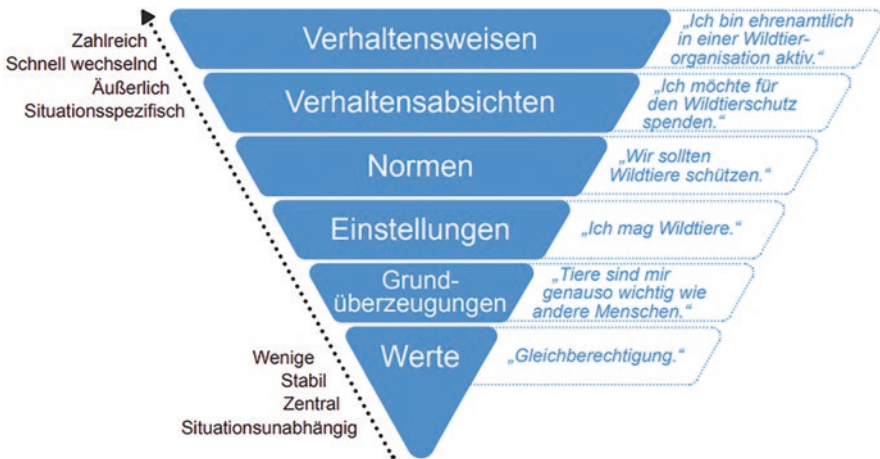 Zahlreich
Schnell wechselnd
Äußerlich
Situationsspezifisch
Verhaltensweisen
„Ich bin ehrenamtlich
in einer Wildtier-
organisation aktiv.“
Verhaltensabsichten
„Ich möchte für
den Wildtierschutz
spenden.“
Normen
„Wir sollten
Wildtiere schützen.“
Einstellungen
„Ich mag Wildtiere.“
Grund-
überzeugungen
„Tiere sind mir
genauso wichtig wie
andere Menschen.“
Werte
„Gleichberechtigung.“
Wenige
Stabil
Zentral
Situationsunabhängig